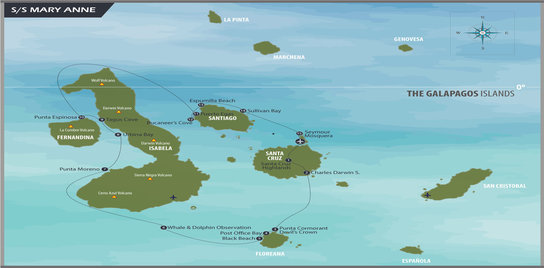 S/S MARY ANNE
LA PINTA
GENOVESA
MARCHENA
N
W
E
S
THE GALAPAGOS ISLANDS
0°
Wolf Volcano
Darwin Volcano
Espumilla Beach
Sullivan Bay
Punta Espinosa
Tagus Cove
Bucaneer's Cove
SANTIAGO
La Cumbre Volcano
FERNANDINA
Urbina Bay
Darwin Volcano
ISABELA
Seymour
Mosquera
SANTA
CRUZ
Santa Cruz
Highlands
Punta Moreno
Charles Darwin S.
Sierra Negra Volcano
Cerro Azul Volcano
SAN CRISTOBAL
Whale & Dolphin Observation
Post Office Bay
Black Beach
Punta Cormorant
Devil's Crown
FLOREANA
ESPAÑOLA